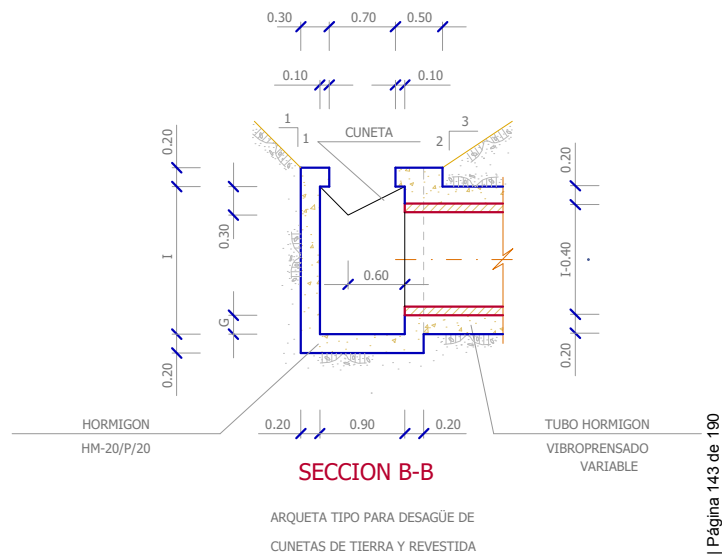 0.30 0.70 0.50
0.10 0.10
1
1
CUNETA
3
2
0.20
0.30
I
G
0.20
0.60
0.20
I-0.40
0.20
HORMIGON
HM-20/P/20
0.20 0.90 0.20
TUBO HORMIGON
VIBROPRENSADO
VARIABLE
SECCION B-B
ARQUETA TIPO PARA DESAGÜE DE
CUNETAS DE TIERRA Y REVESTIDA
| Página 143 de 190